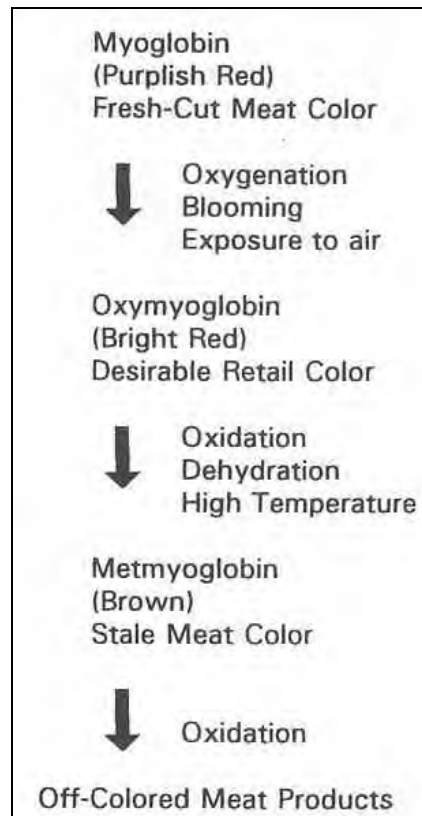 Myoglobin
(Purplish Red)
Fresh-Cut Meat Color
Oxygenation
Blooming
Exposure to air
Oxymyoglobin
(Bright Red)
Desirable Retail Color
Oxidation
Dehydration
High Temperature
Metmyoglobin
(Brown)
Stale Meat Color
Oxidation
Off-Colored Meat Products